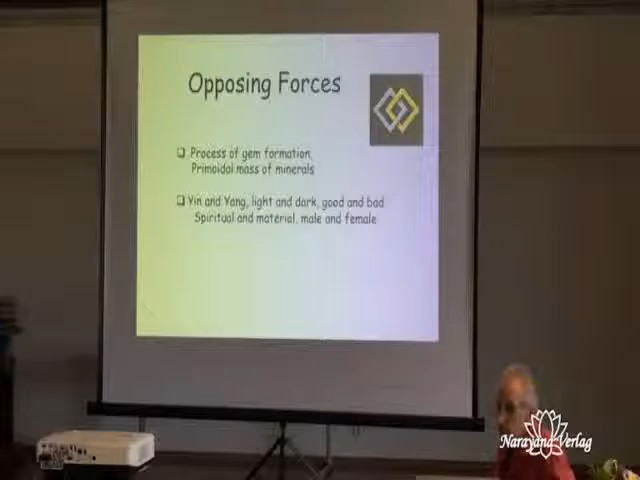 Opposing Forces
Process of gem formation,
Primoidal mass of minerals
Yin and Yang, light and dark, good and bad
Spiritual and material, male and female
Narayana Verlag